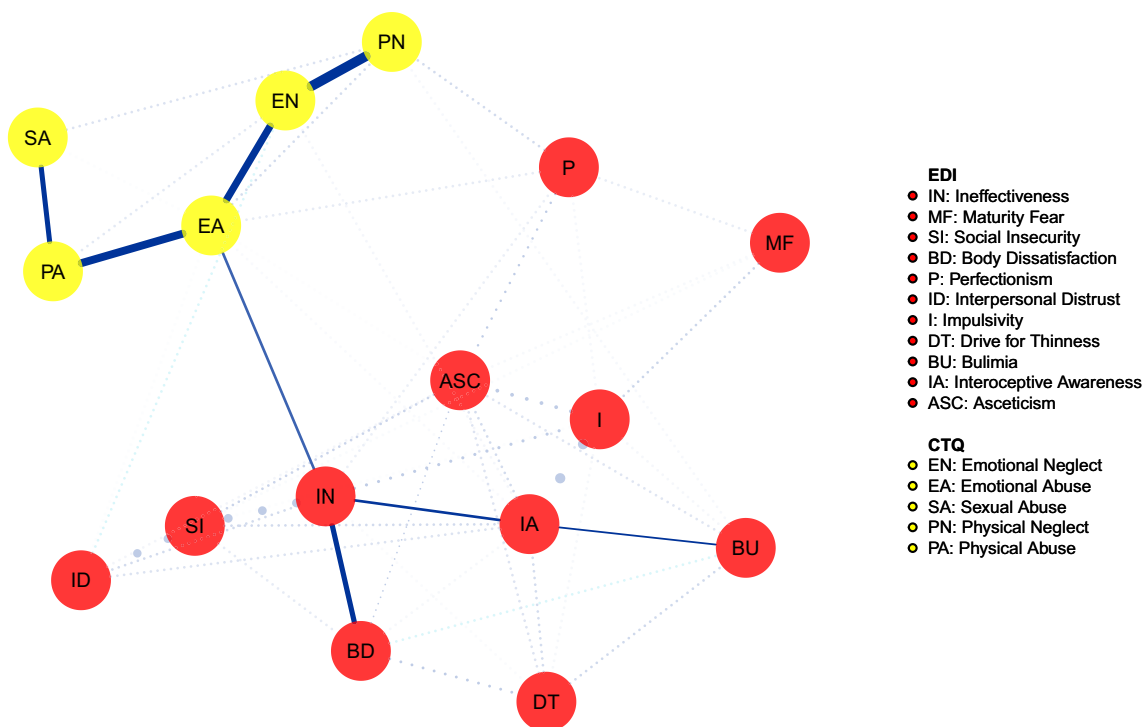 PN
EN
SA
P
EA
MF
PA
ASC
I
IN
SI
IA
BU
ID
BD
DT
EDI
IN: Ineffectiveness
MF: Maturity Fear
SI: Social Insecurity
BD: Body Dissatisfaction
P: Perfectionism
ID: Interpersonal Distrust
I: Impulsivity
DT: Drive for Thinness
BU: Bulimia
IA: Interoceptive Awareness
ASC: Asceticism
CTQ
EN: Emotional Neglect
EA: Emotional Abuse
SA: Sexual Abuse
PN: Physical Neglect
PA: Physical Abuse